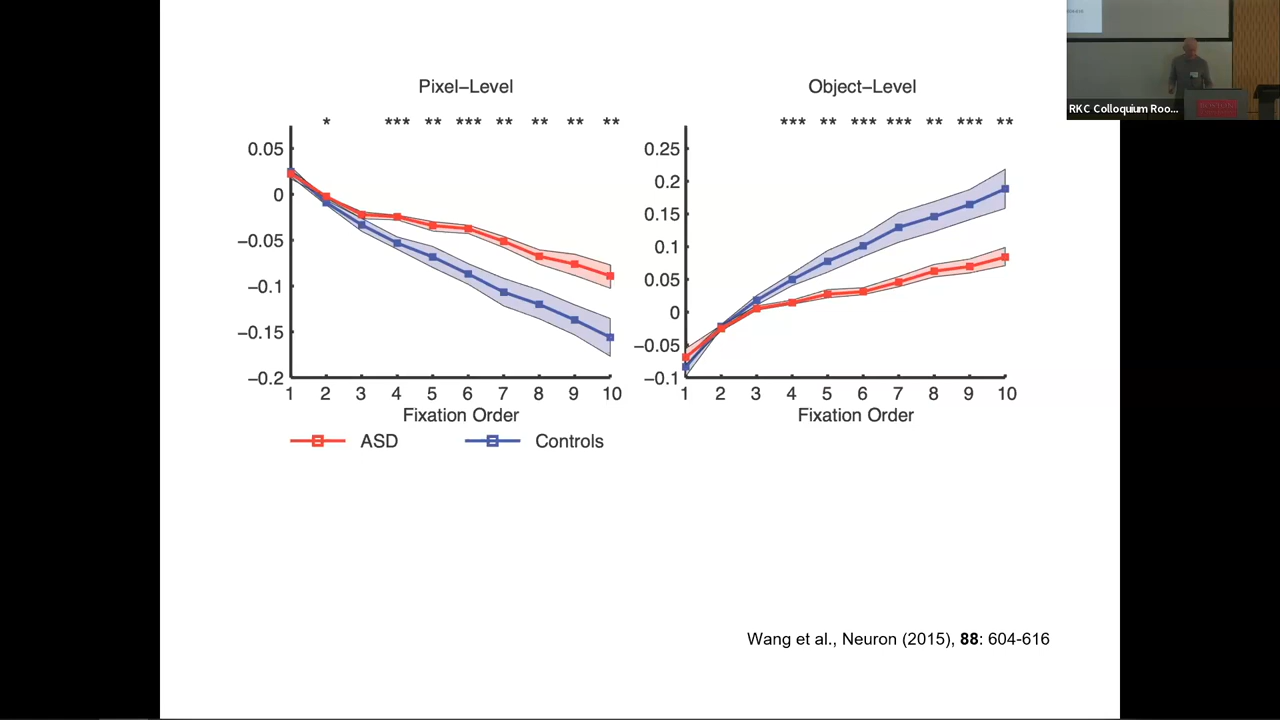 Pixel–Level
* *** ** *** ** ** ** **
0.05
0
−0.05
−0.1
−0.15
−0.2
1 2 3 4 5 6 7 8 9 10
Fixation Order
Object–Level
*** ** *** *** ** *** **
0.25
0.2
0.15
0.1
0.05
0
−0.05
−0.1
1 2 3 4 5 6 7 8 9 10
Fixation Order
ASD Controls
Wang et al., Neuron (2015), 88: 604-616
RKC Colloquium Roo...